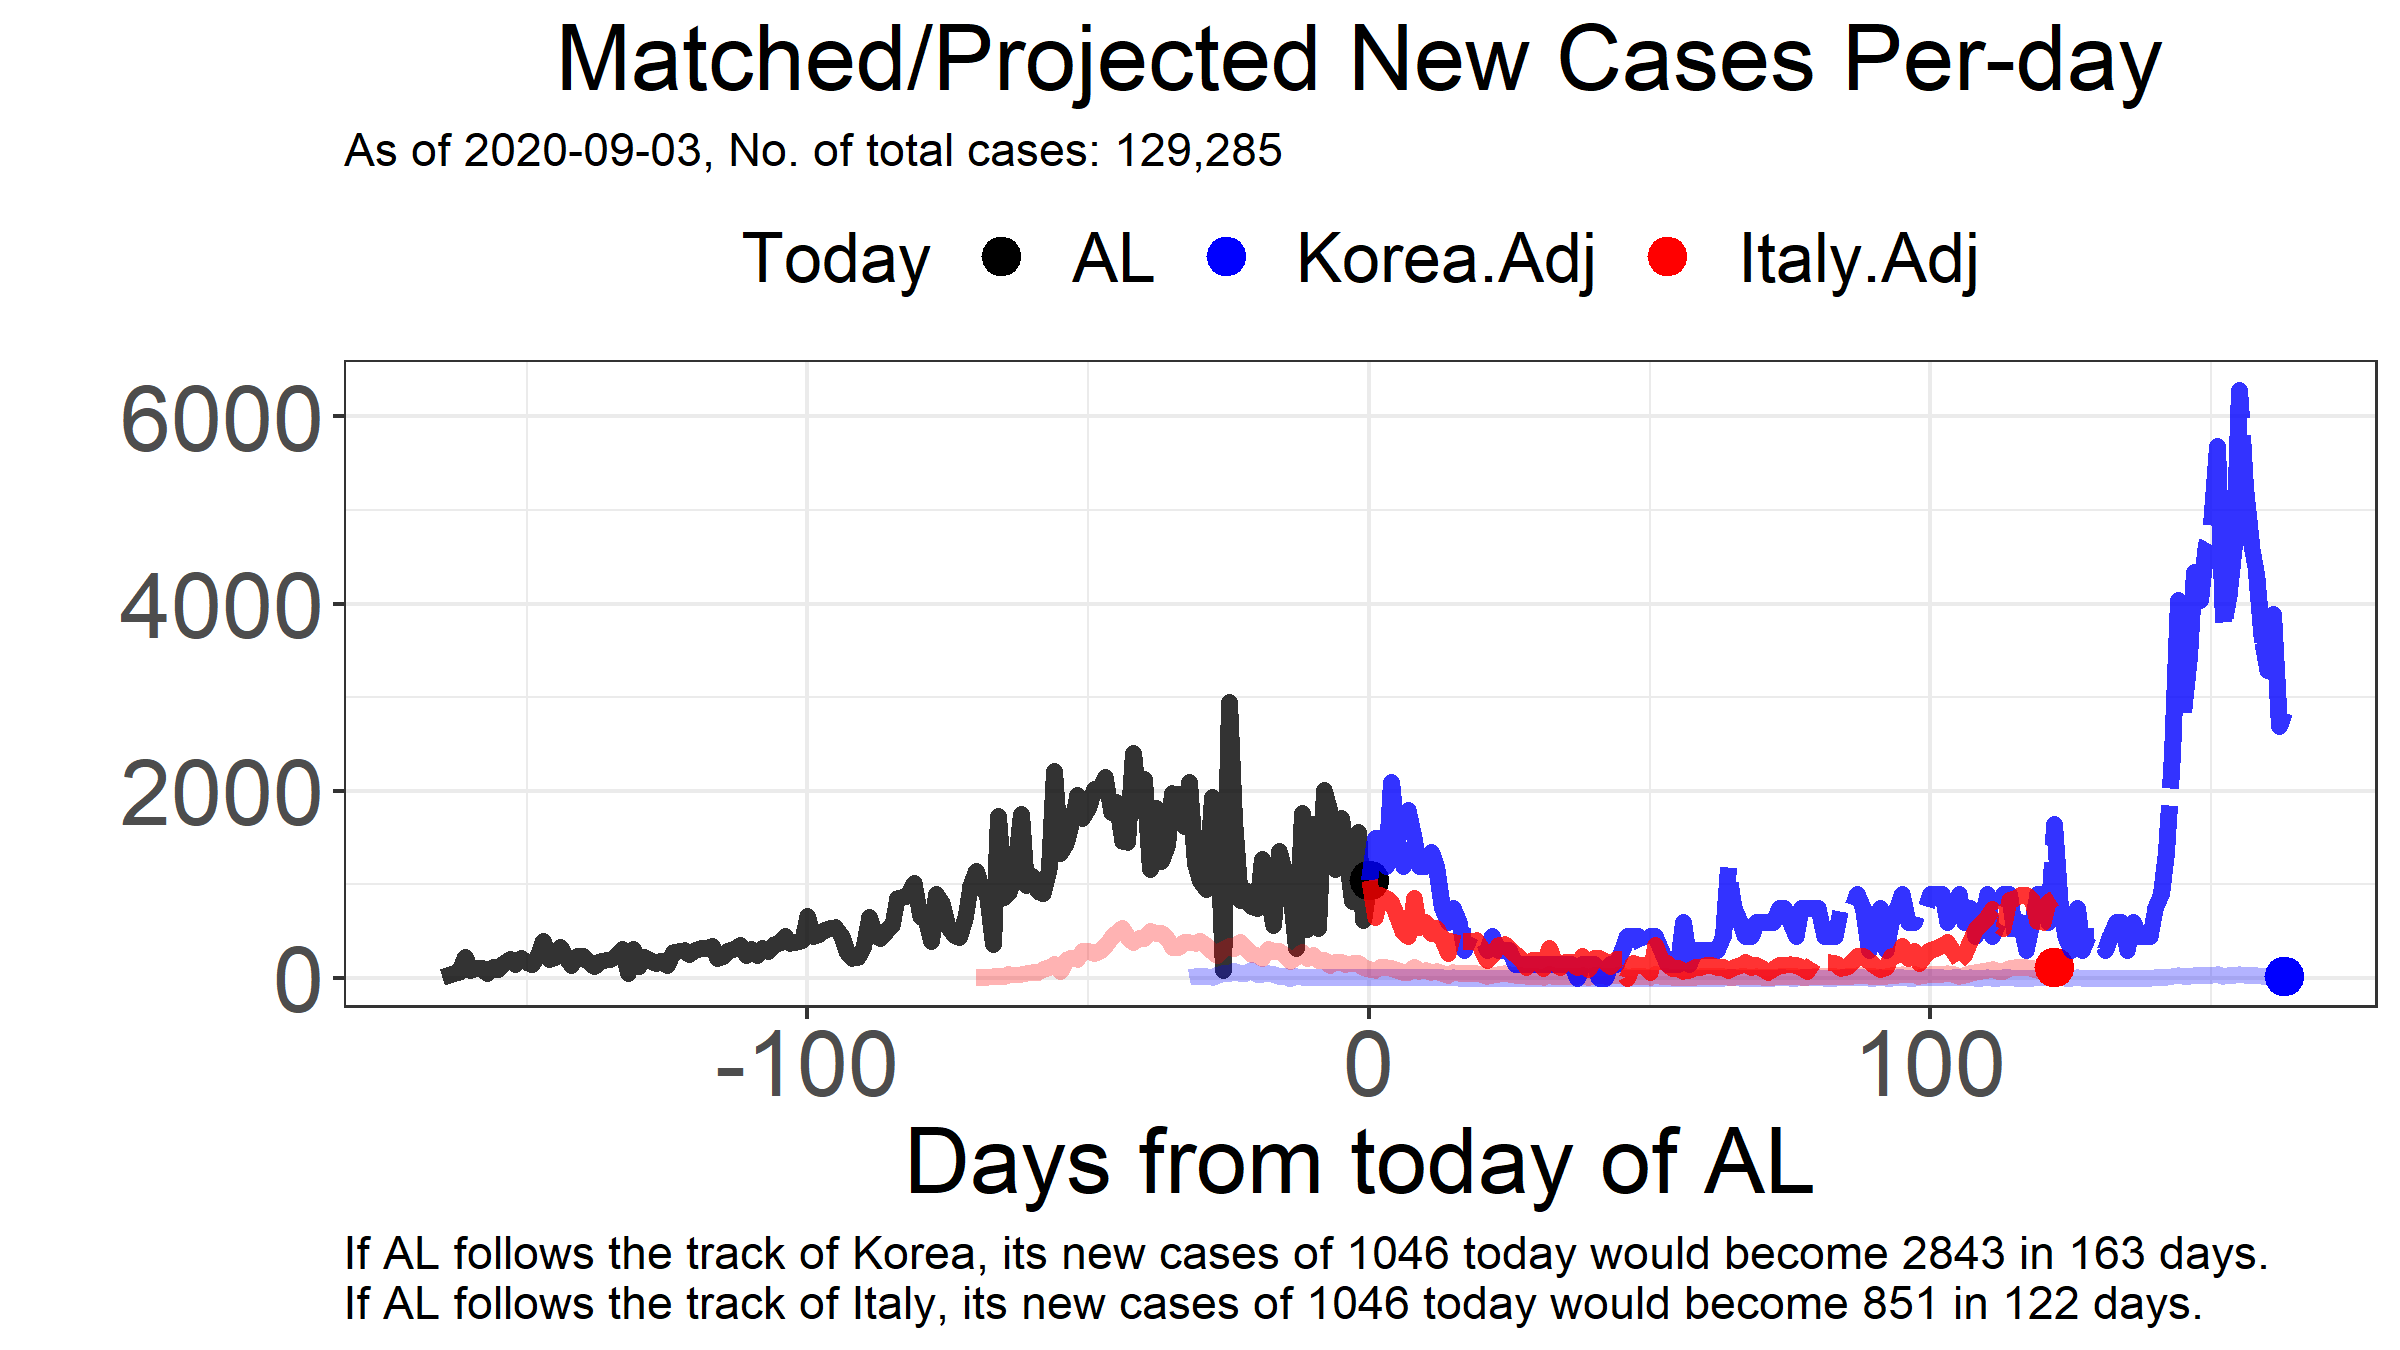 Matched/Projected New Cases Per-day
As of 2020-09-03, No. of total cases: 129,285
Today AL Korea.Adj Italy.Adj
6000
4000
2000
0
-100 0 100
Days from today of AL
If AL follows the track of Korea, its new cases of 1046 today would become 2843 in 163 days.
If AL follows the track of Italy, its new cases of 1046 today would become 851 in 122 days.